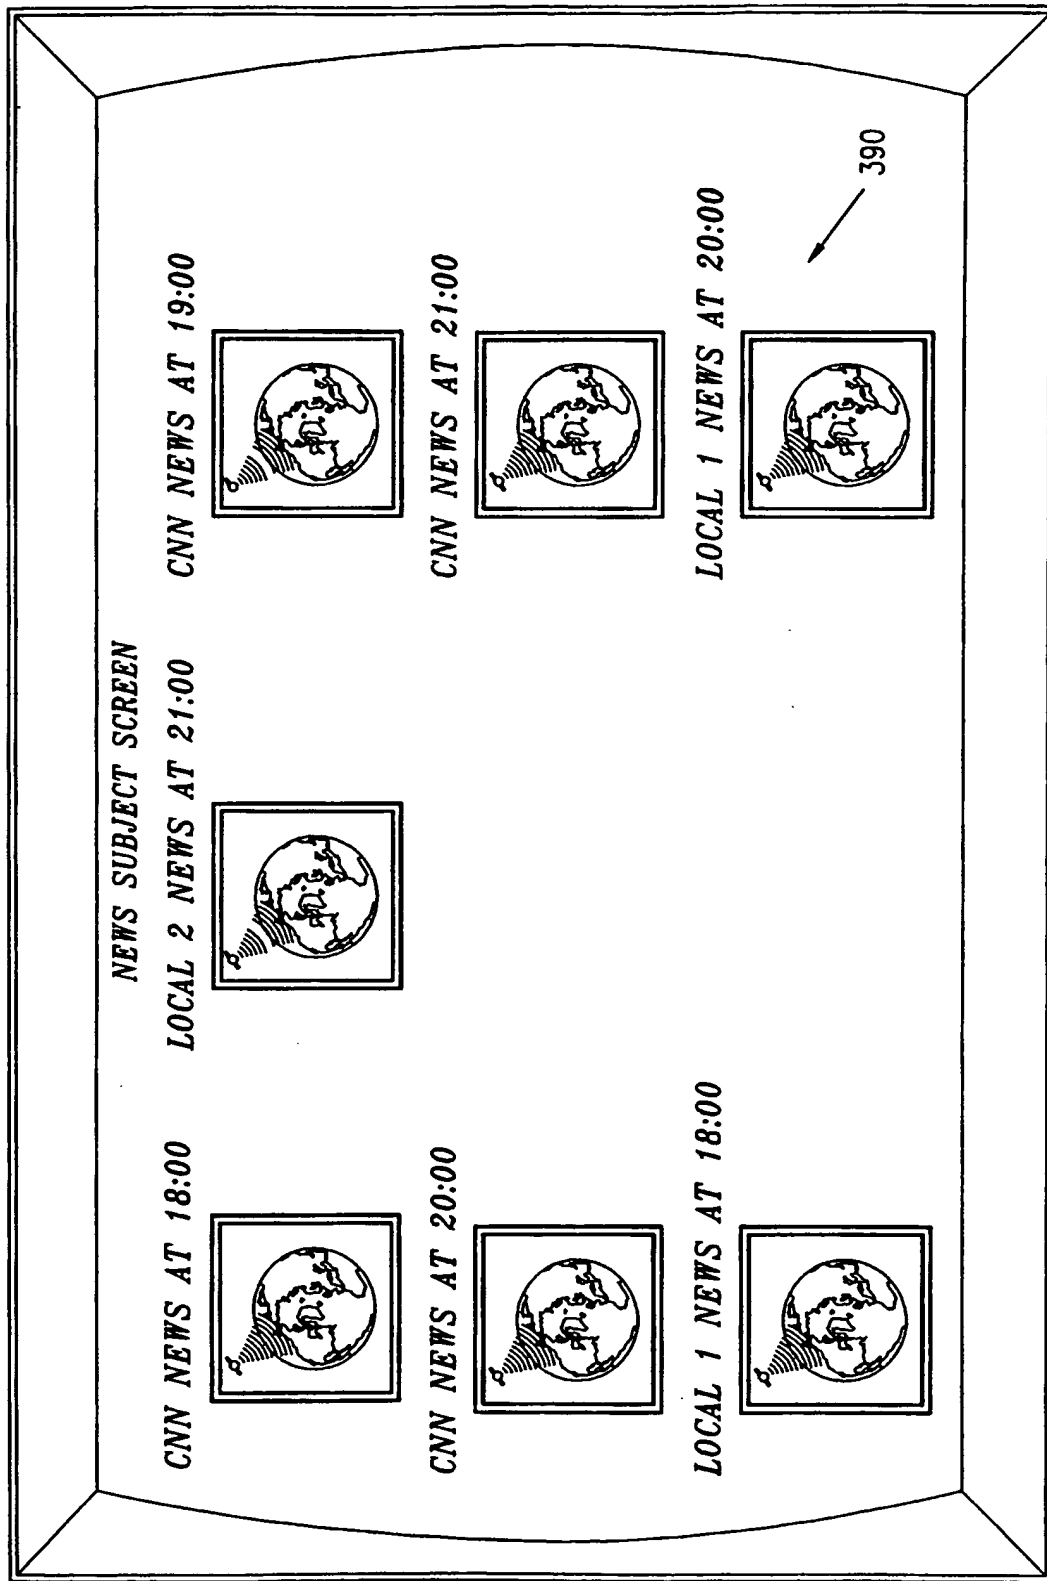 NEWS SUBJECT SCREEN
CNN NEWS AT 18:00
LOCAL 2 NEWS AT 21:00
CNN NEWS AT 19:00
CNN NEWS AT 20:00
CNN NEWS AT 21:00
LOCAL 1 NEWS AT 18:00
LOCAL 1 NEWS AT 20:00
390